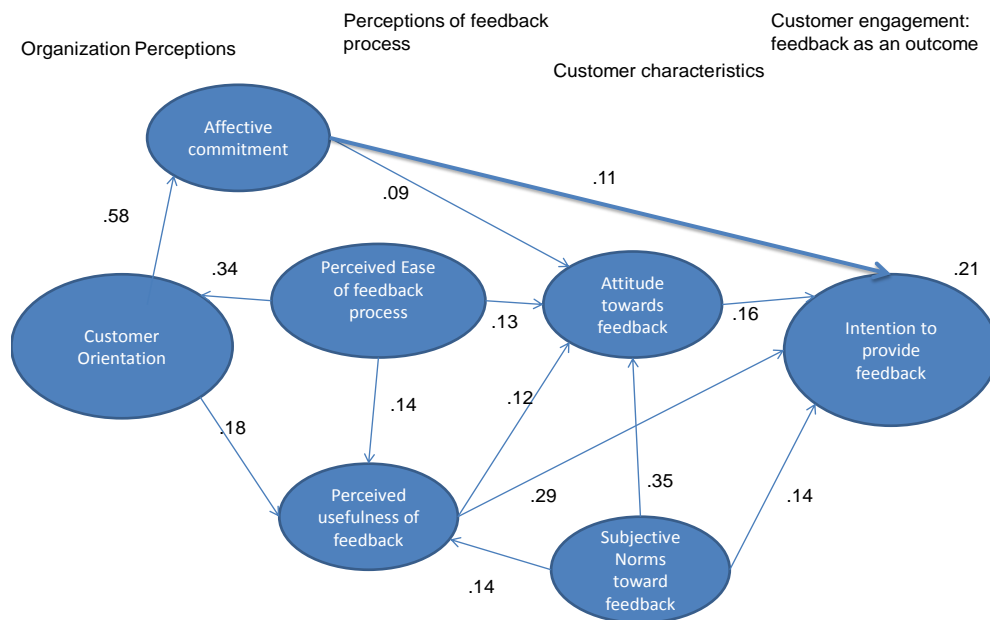 Organization Perceptions
Perceptions of feedback
process
Customer characteristics
Customer engagement:
feedback as an outcome
Affective
commitment
.11
.09
.58
.34
Perceived Ease
of feedback
process
.13
Attitude
towards
feedback
.16
.21
Customer
Orientation
Intention to
provide
feedback
.14
.12
.18
Perceived
usefulness of
feedback
.29
.35
.14
Subjective
Norms
toward
feedback
.14